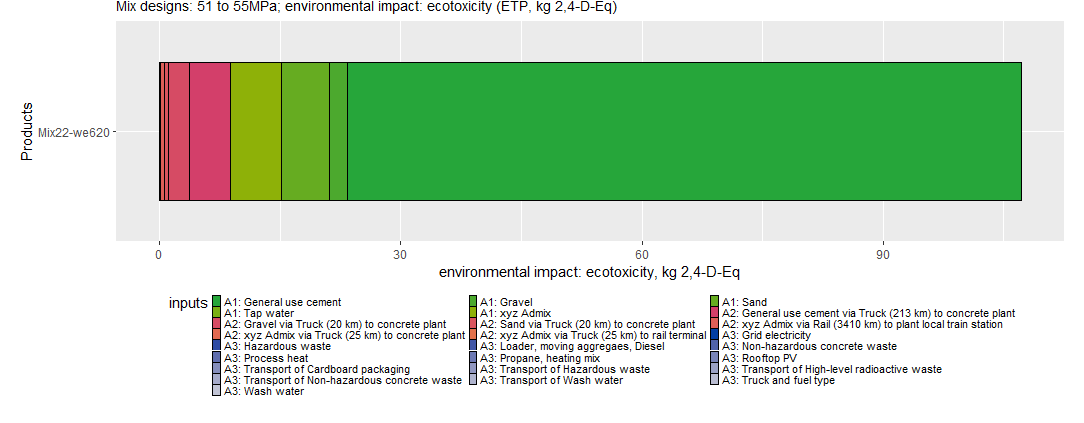 Mix designs: 51 to 55MPa; environmental impact: ecotoxicity (ETP, kg 2,4-D-Eq)
Products
Mix22-we620
0 30 60 90
environmental impact: ecotoxicity, kg 2,4-D-Eq
inputs
A1: General use cement A1: Gravel A1: Sand
A1: Tap water A1: xyz Admix A2: General use cement via Truck (213 km) to concrete plant
A2: Gravel via Truck (20 km) to concrete plant A2: Sand via Truck (20 km) to concrete plant A2: xyz Admix via Rail (3410 km) to plant local train station
A2: xyz Admix via Truck (25 km) to concrete plant A2: xyz Admix via Truck (25 km) to rail terminal A3: Grid electricity
A3: Hazardous waste A3: Loader, moving aggregaes, Diesel A3: Non-hazardous concrete waste
A3: Process heat A3: Propane, heating mix A3: Rooftop PV
A3: Transport of Cardboard packaging A3: Transport of Hazardous waste A3: Transport of High-level radioactive waste
A3: Transport of Non-hazardous concrete waste A3: Transport of Wash water A3: Truck and fuel type
A3: Wash water